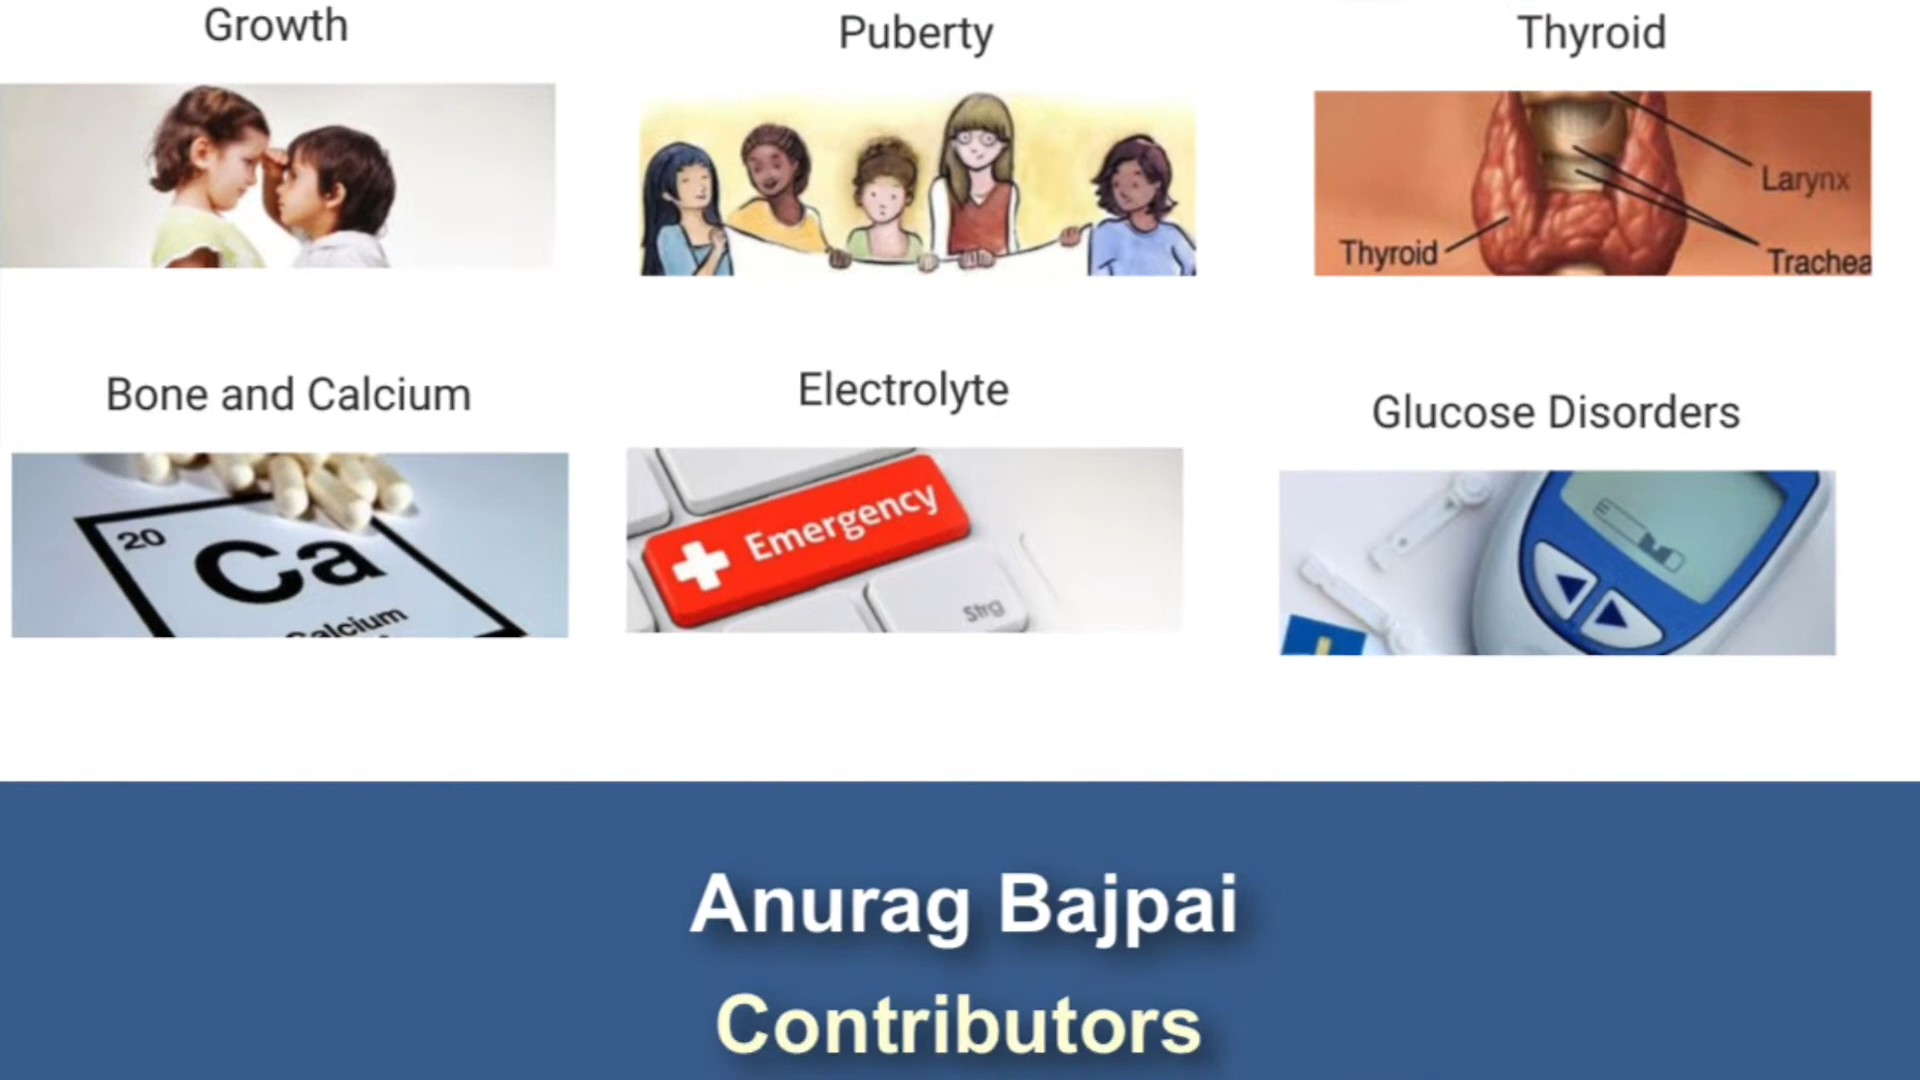 Growth
Puberty
Thyroid
Larynx
Thyroid
Trachea
Bone and Calcium
Electrolyte
Glucose Disorders
20
Ca
Calcium
Emergency
Strg
Anurag Bajpai
Contributors